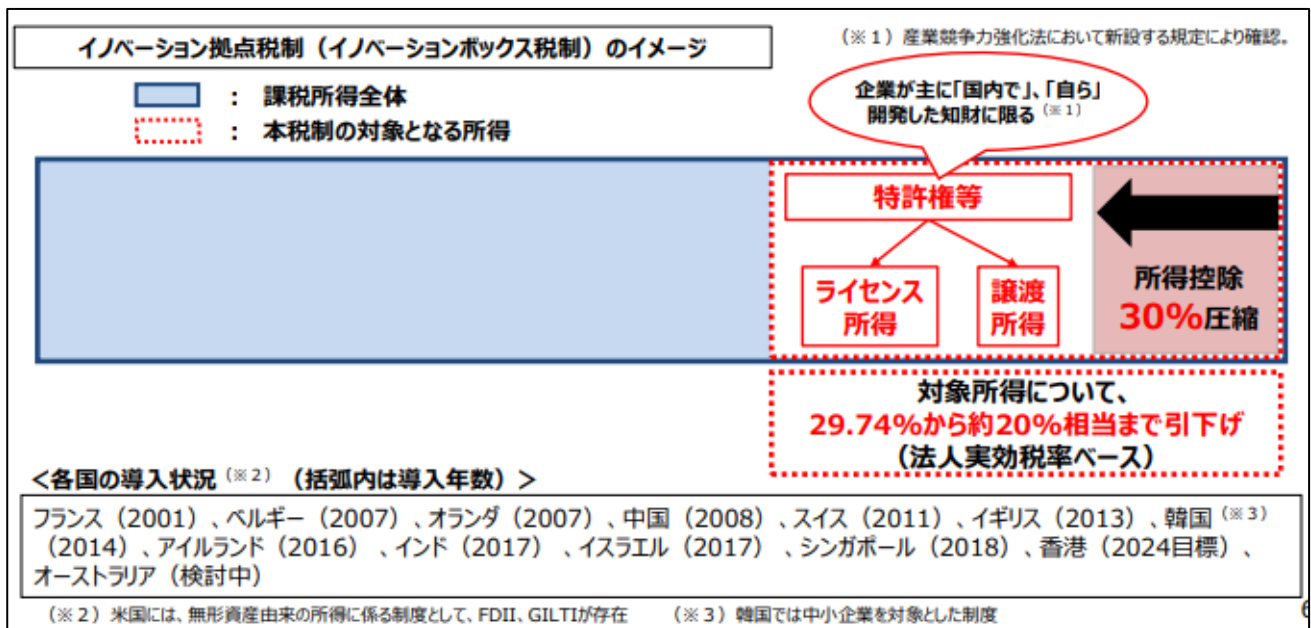 イノベーション拠点税制（イノベーションボックス税制）のイメージ
（※１）産業競争力強化法において新設する規定により確認。
： 課税所得全体
： 本税制の対象となる所得
企業が主に「国内で」、「自ら」
開発した知財に限る（※１）
特許権等
ライセンス
所得
譲渡
所得
所得控除
30%圧縮
対象所得について、
29.74%から約20%相当まで引下げ
（法人実効税率ベース）
＜各国の導入状況（※２）（括弧内は導入年数）＞
フランス（2001）、ベルギー（2007）、オランダ（2007）、中国（2008）、スイス（2011）、イギリス（2013）、韓国（※３）
（2014）、アイルランド（2016）、インド（2017）、イスラエル（2017）、シンガポール（2018）、香港（2024目標）、
オーストラリア（検討中）
（※２）米国には、無形資産由来の所得に係る制度として、FDII、GILTIが存在　（※３）韓国では中小企業を対象とした制度